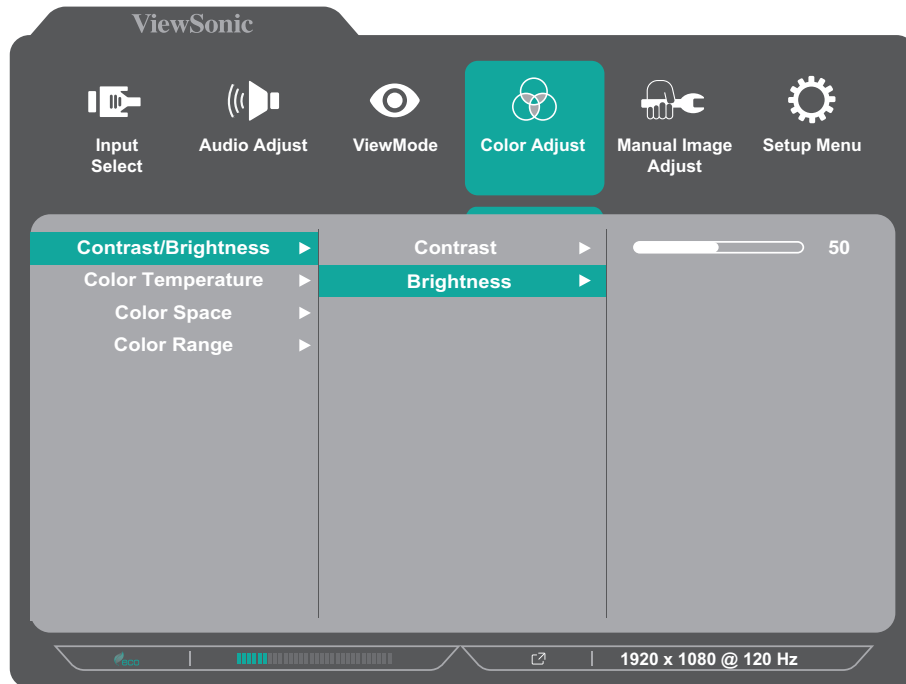 ViewSonic
Input Select
Audio Adjust
ViewMode
Color Adjust
Manual Image Adjust
Setup Menu
Contrast/Brightness
Contrast
50
Color Temperature
Brightness
Color Space
Color Range
eco
1920 x 1080 @ 120 Hz